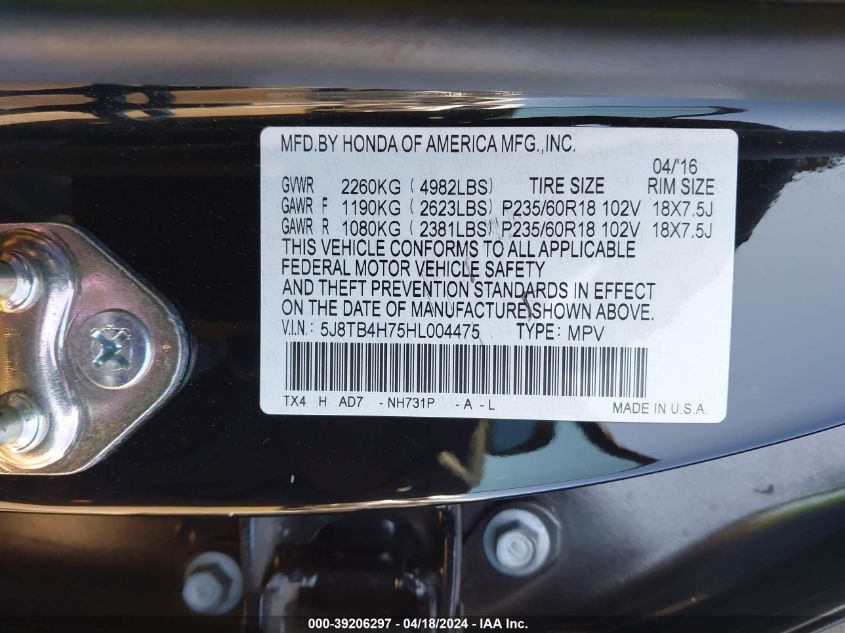 MFD.BY HONDA OF AMERICA MFG.,INC.
04/'16
GVWR 2260KG ( 4982LBS) TIRE SIZE RIM SIZE
GAWR F 1190KG ( 2623LBS) P235/60R18 102V 18X7.5J
GAWR R 1080KG ( 2381LBS) P235/60R18 102V 18X7.5J
THIS VEHICLE CONFORMS TO ALL APPLICABLE
FEDERAL MOTOR VEHICLE SAFETY
AND THEFT PREVENTION STANDARDS IN EFFECT
ON THE DATE OF MANUFACTURE SHOWN ABOVE.
V.I.N.: 5J8TB4H75HL004475 TYPE: MPV
TX4 H AD7 - NH731P - A - L MADE IN U.S.A.
000-39206297 - 04/18/2024 - IAA Inc.